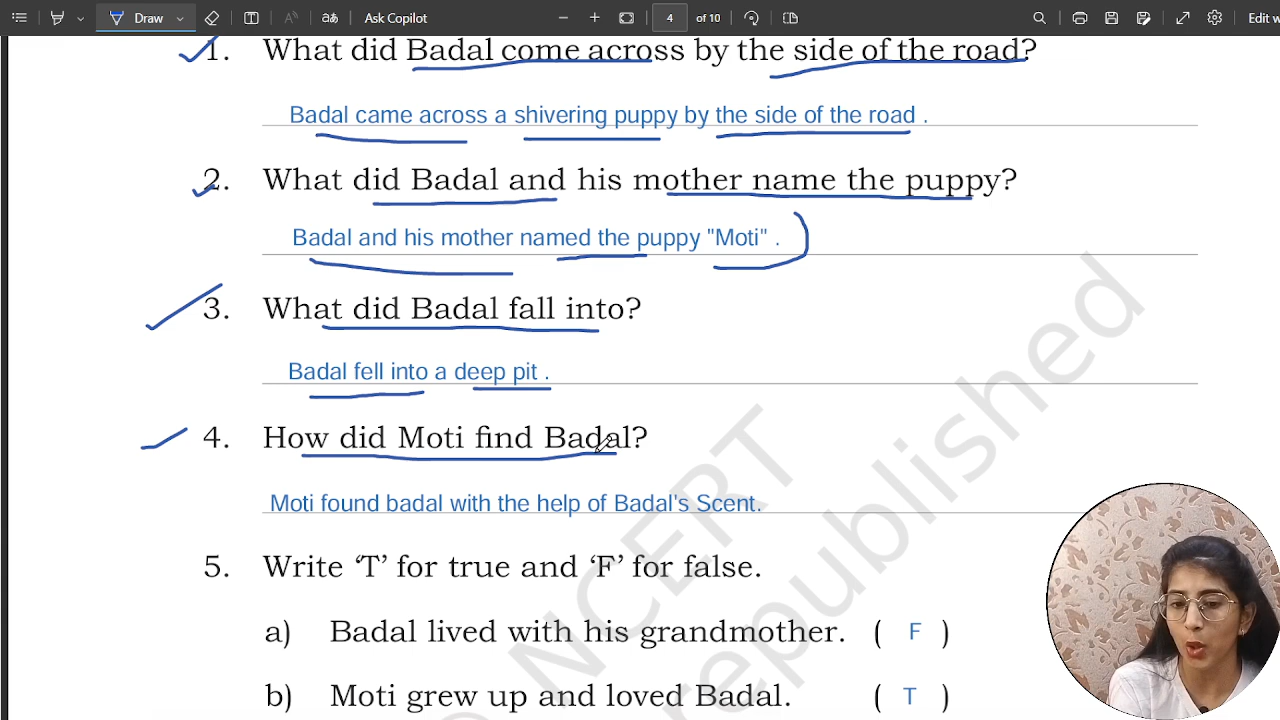 Draw
aあ
Ask Copilot
4 of 10
Edit w
1. What did Badal come across by the side of the road?
Badal came across a shivering puppy by the side of the road .
2. What did Badal and his mother name the puppy?
Badal and his mother named the puppy "Moti" .
3. What did Badal fall into?
Badal fell into a deep pit .
4. How did Moti find Badal?
Moti found badal with the help of Badal's Scent.
5. Write ‘T’ for true and ‘F’ for false.
a) Badal lived with his grandmother. ( F )
b) Moti grew up and loved Badal. ( T )
NCERT
republished